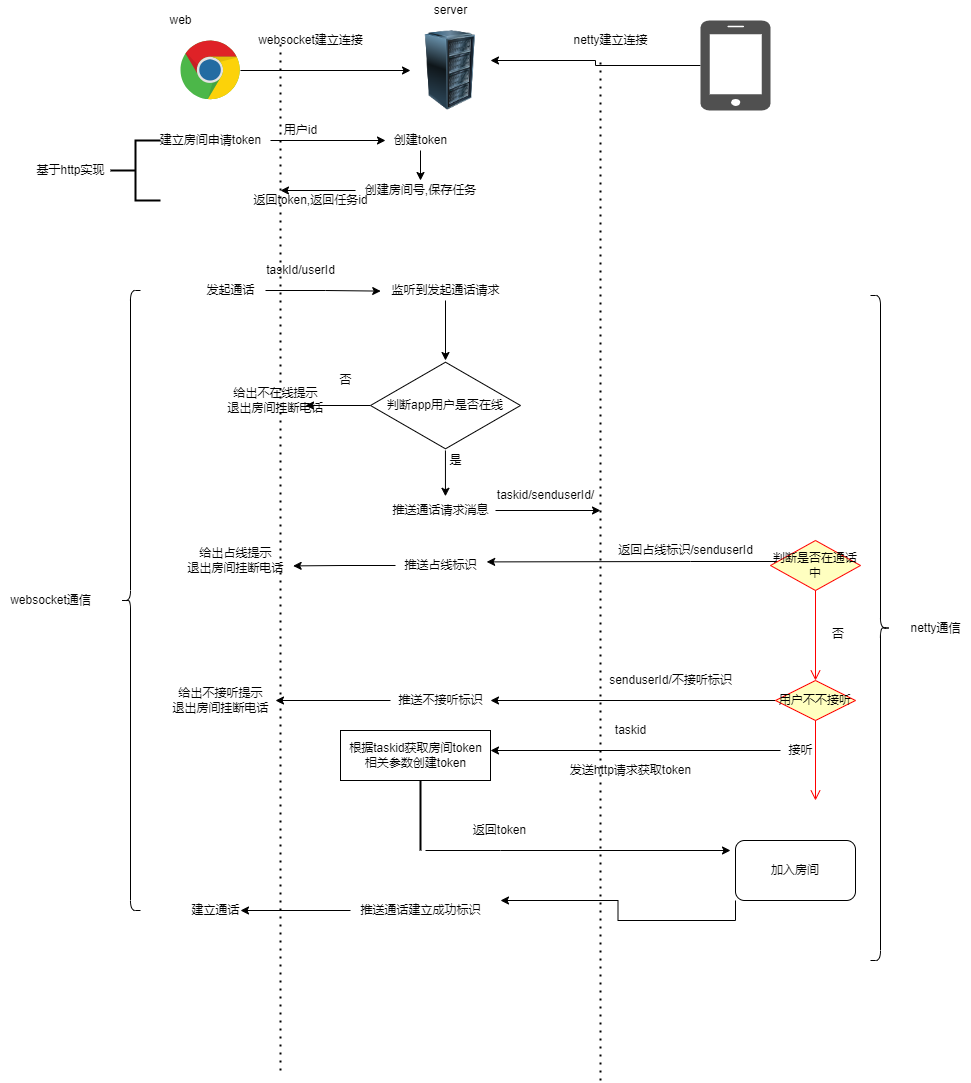 web
server
websocket建立连接
netty建立连接
建立房间申请token
用户id
创建token
基于http实现
创建房间号,保存任务
返回token,返回任务id
taskId/userId
发起通话
监听到发起通话请求
否
给出不在线提示
退出房间挂断电话
判断app用户是否在线
是
taskid/senduserId/
推送通话请求消息
返回占线标识/senduserId
判断是否在通话
中
给出占线提示
退出房间挂断电话
推送占线标识
websocket通信
netty通信
否
senduserId/不接听标识
给出不接听提示
退出房间挂断电话
推送不接听标识
用户不不接听
taskid
根据taskid获取房间token
相关参数创建token
接听
发送http请求获取token
返回token
加入房间
建立通话
推送通话建立成功标识